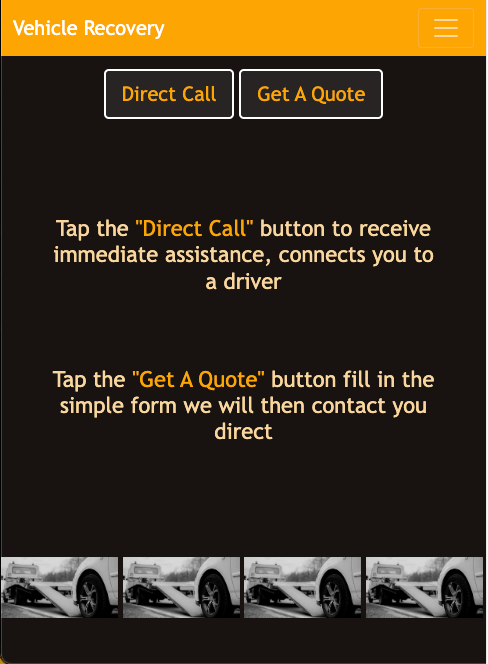 Vehicle Recovery
Direct Call
Get A Quote
Tap the "Direct Call" button to receive
immediate assistance, connects you to
a driver
Tap the "Get A Quote" button fill in the
simple form we will then contact you
direct